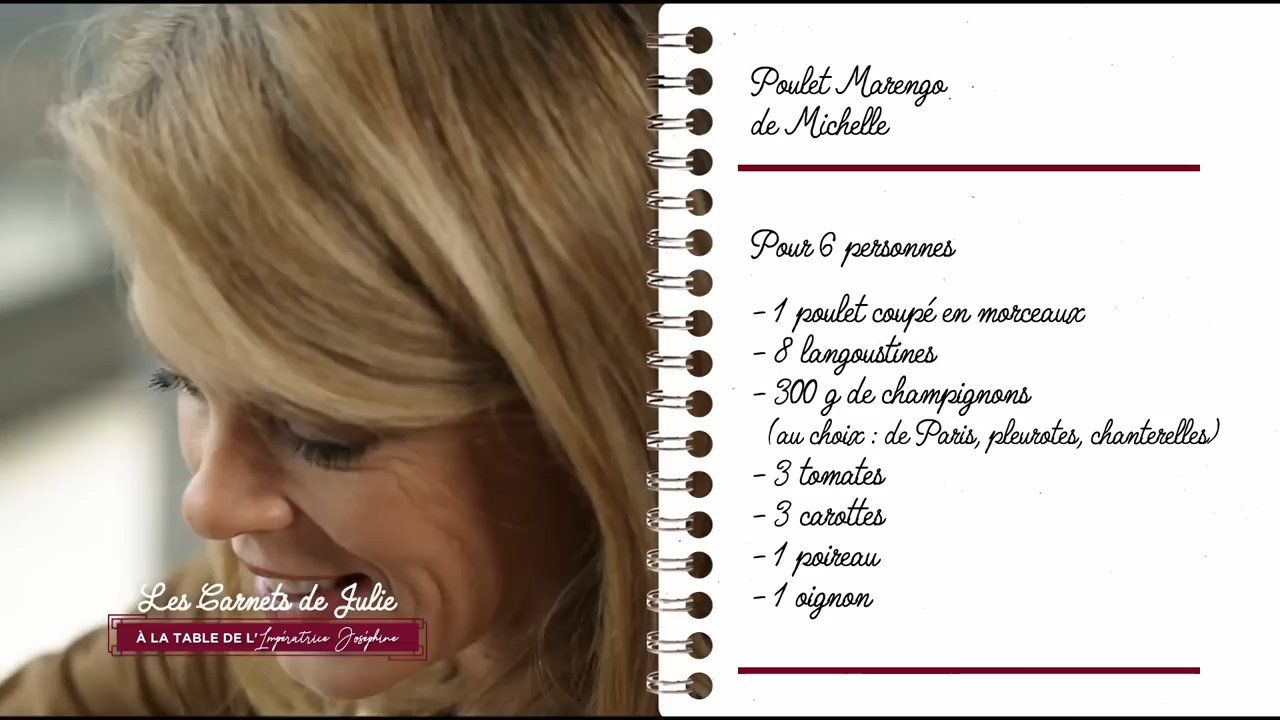 Poulet Marengo
de Michelle
Pour 6 personnes
- 1 poulet coupé en morceaux
- 8 langoustines
- 300 g de champignons
(au choix : de Paris, pleurotes, chanterelles)
- 3 tomates
- 3 carottes
- 1 poireau
- 1 oignon
Les Carnets de Julie
À LA TABLE DE L'Impératrice Joséphine